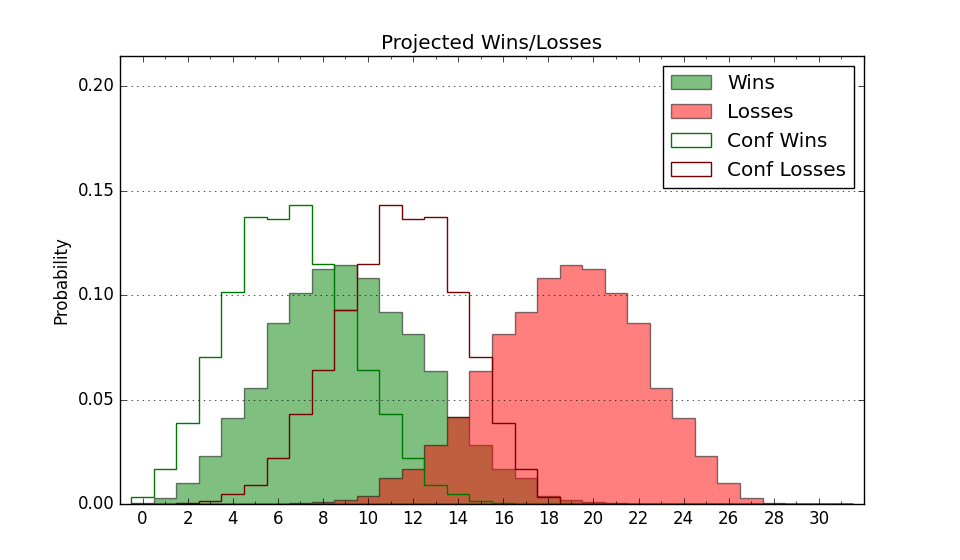 Projected Wins/Losses
0.20
0.15
0.10
0.05
0.00
Probability
Wins
Losses
Conf Wins
Conf Losses
0 2 4 6 8 10 12 14 16 18 20 22 24 26 28 30